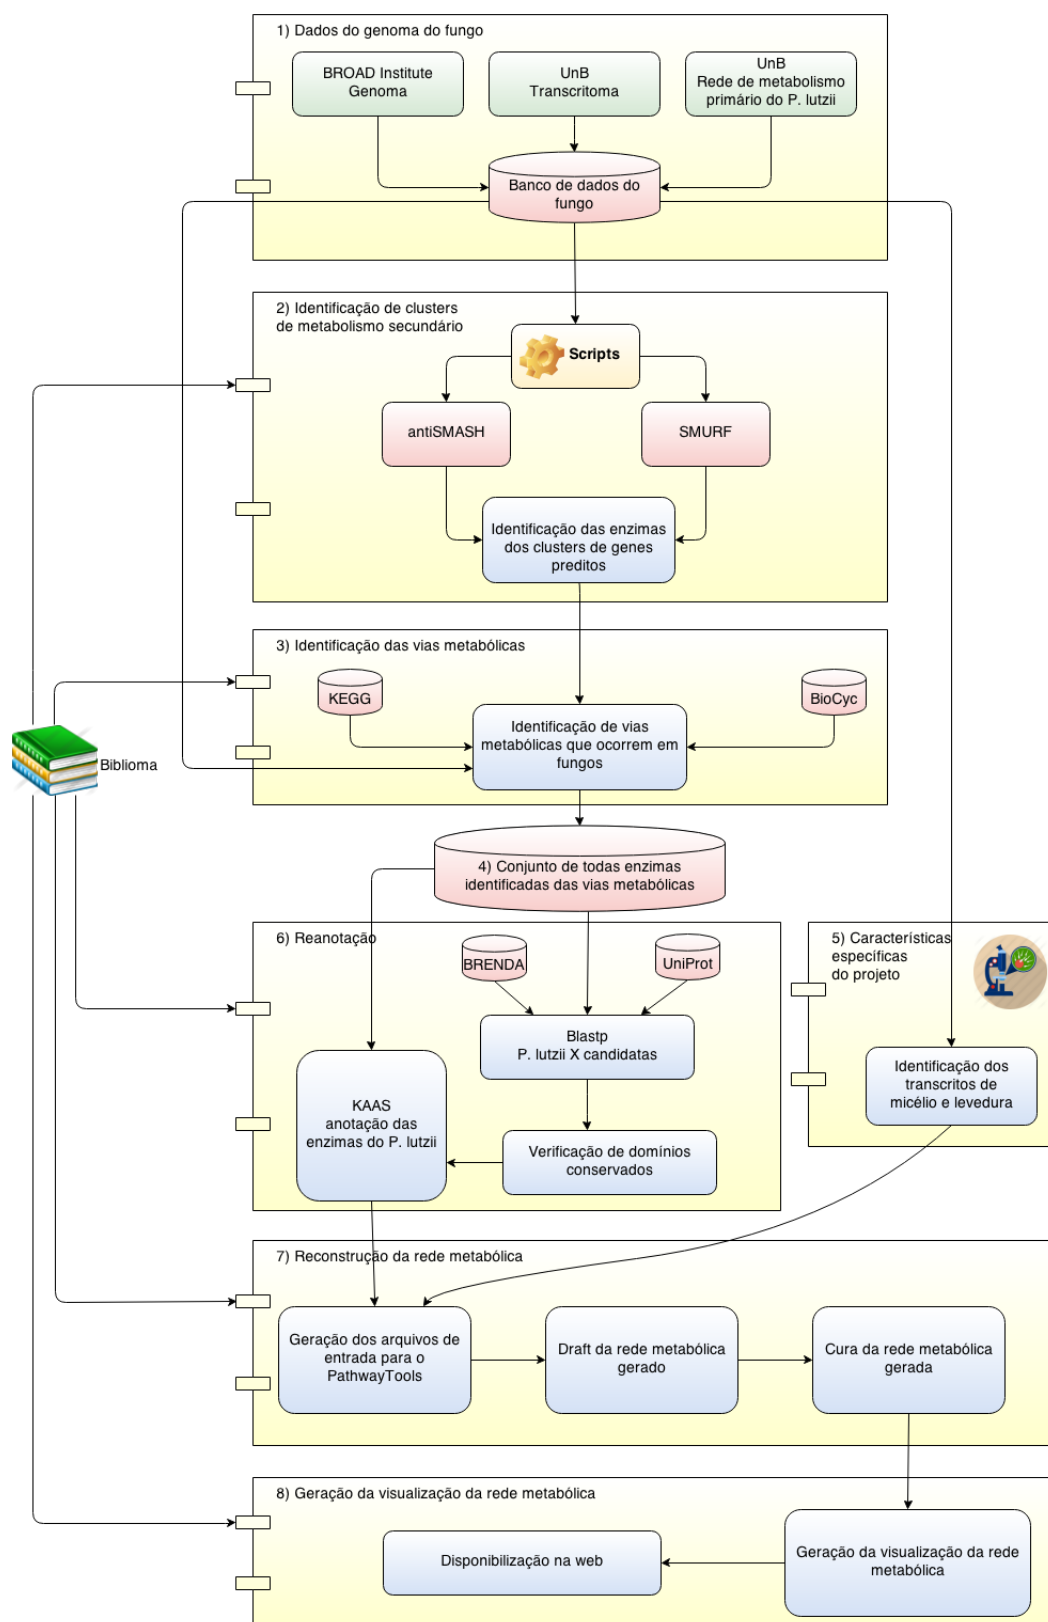 1) Dados do genoma do fungo
BROAD Institute
Genoma
UnB
Transcritoma
UnB
Rede de metabolismo
primário do P. lutzii
Banco de dados do
fungo
2) Identificação de clusters
de metabolismo secundário
Scripts
antiSMASH
SMURF
Identificação das enzimas
dos clusters de genes
preditos
3) Identificação das vias metabólicas
KEGG
BioCyc
Identificação de vias
metabólicas que ocorrem em
fungos
Biblioma
4) Conjunto de todas enzimas
identificadas das vias metabólicas
6) Reanotação
BRENDA
UniProt
Blastp
P. lutzii X candidatas
KAAS
anotação das
enzimas do P. lutzii
Verificação de domínios
conservados
5) Características
específicas
do projeto
Identificação dos
transcritos de
micélio e levedura
7) Reconstrução da rede metabólica
Geração dos arquivos de
entrada para o
PathwayTools
Draft da rede metabólica
gerado
Cura da rede metabólica
gerada
8) Geração da visualização da rede metabólica
Disponibilização na web
Geração da visualização da rede
metabólica